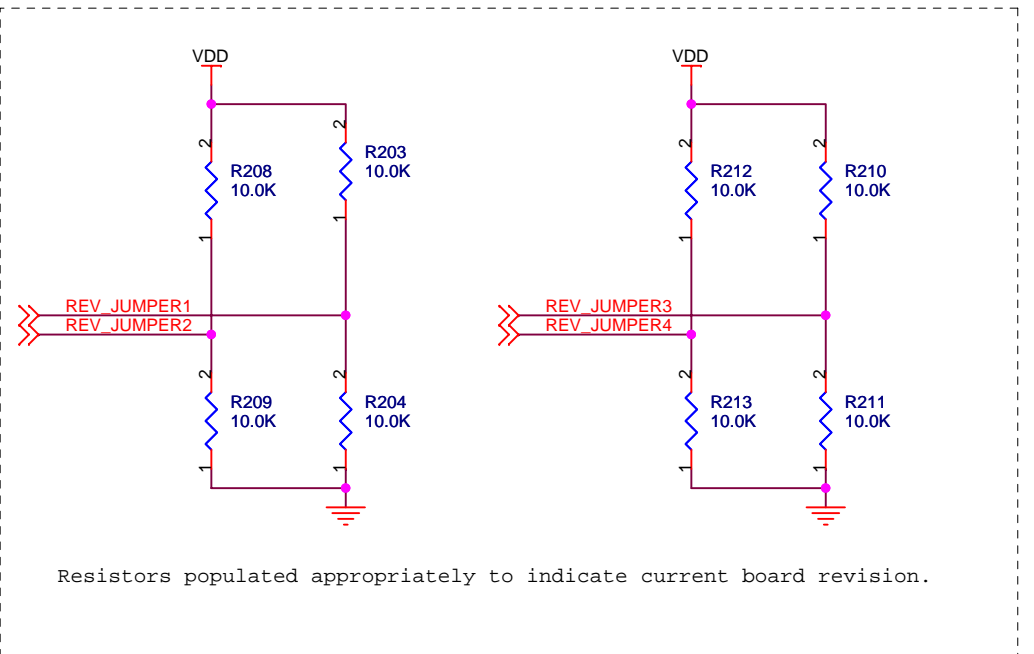 VDD
VDD
2
2
2
2
R208
10.0K
R203
10.0K
R212
10.0K
R210
10.0K
1
1
1
1
REV_JUMPER1
REV_JUMPER2
REV_JUMPER3
REV_JUMPER4
2
2
2
2
R209
10.0K
R204
10.0K
R213
10.0K
R211
10.0K
1
1
1
1
Resistors populated appropriately to indicate current board revision.